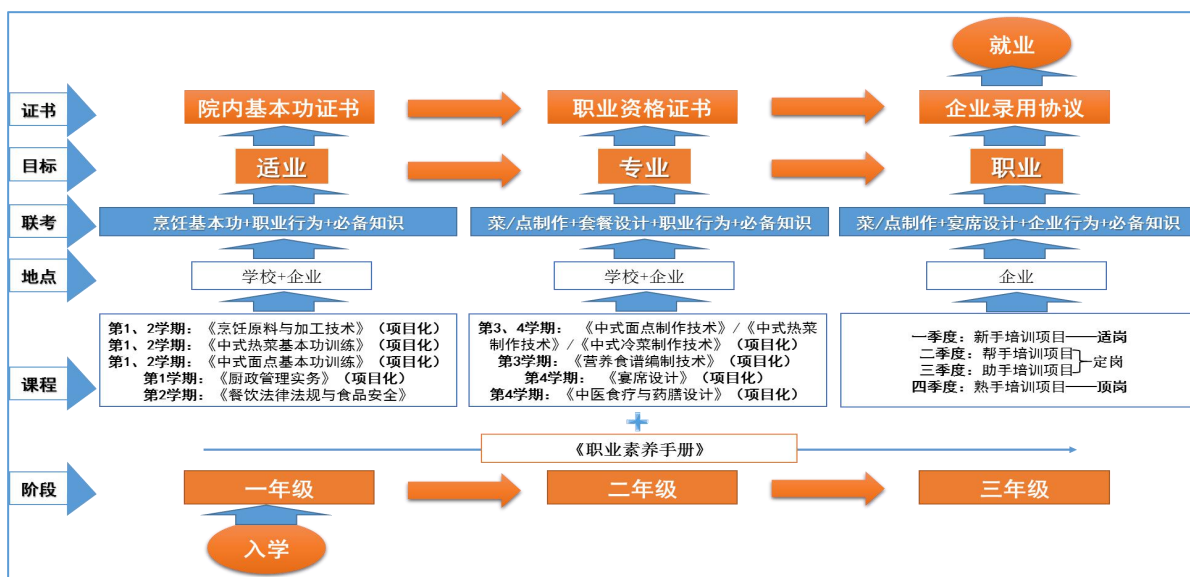 就业
证书
院内基本功证书
职业资格证书
企业录用协议
目标
适业
专业
职业
联考
烹饪基本功+职业行为+必备知识
菜/点制作+套餐设计+职业行为+必备知识
菜/点制作+宴席设计+企业行为+必备知识
地点
学校+企业
学校+企业
企业
课程
第1、2学期：《烹饪原料与加工技术》（项目化）
第1、2学期：《中式热菜基本功训练》（项目化）
第1、2学期：《中式面点基本功训练》（项目化）
第1学期：《厨政管理实务》（项目化）
第2学期：《餐饮法律法规与食品安全》
第3、4学期：《中式面点制作技术》/《中式热菜
制作技术》/《中式冷菜制作技术》（项目化）
第3学期：《营养食谱编制技术》（项目化）
第4学期：《宴席设计》（项目化）
第4学期：《中医食疗与药膳设计》（项目化）
一季度：新手培训项目——适岗
二季度：帮手培训项目
三季度：助手培训项目
定岗
四季度：熟手培训项目——顶岗
《职业素养手册》
阶段
一年级
二年级
三年级
入学